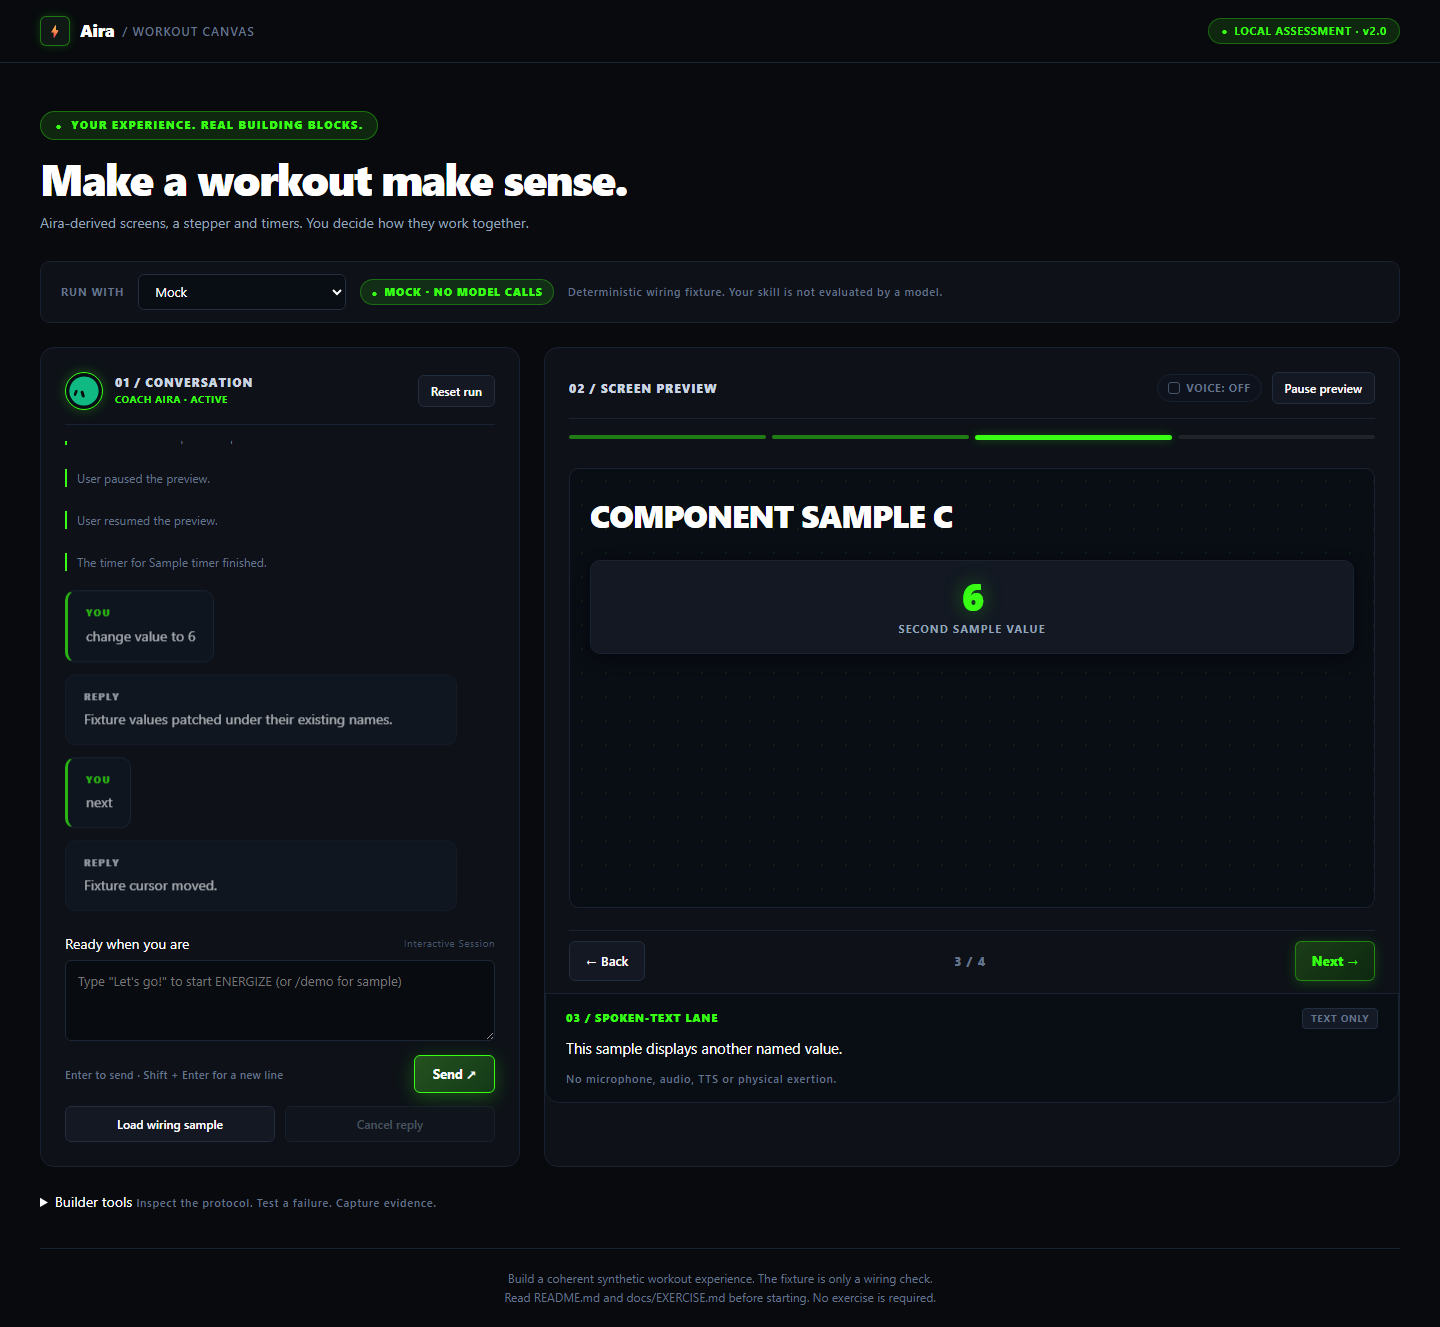 Aira / WORKOUT CANVAS
• LOCAL ASSESSMENT · v2.0
• YOUR EXPERIENCE. REAL BUILDING BLOCKS.
Make a workout make sense.
Aira-derived screens, a stepper and timers. You decide how they work together.
RUN WITH
Mock
• MOCK · NO MODEL CALLS
Deterministic wiring fixture. Your skill is not evaluated by a model.
01 / CONVERSATION
COACH AIRA · ACTIVE
Reset run
User paused the preview.
User resumed the preview.
The timer for Sample timer finished.
YOU
change value to 6
REPLY
Fixture values patched under their existing names.
YOU
next
REPLY
Fixture cursor moved.
Ready when you are
Interactive Session
Type "Let's go!" to start ENERGIZE (or /demo for sample)
Enter to send · Shift + Enter for a new line
Send ↗
Load wiring sample
Cancel reply
02 / SCREEN PREVIEW
VOICE: OFF
Pause preview
COMPONENT SAMPLE C
6
SECOND SAMPLE VALUE
← Back
3 / 4
Next →
03 / SPOKEN-TEXT LANE
TEXT ONLY
This sample displays another named value.
No microphone, audio, TTS or physical exertion.
▶ Builder tools Inspect the protocol. Test a failure. Capture evidence.
Build a coherent synthetic workout experience. The fixture is only a wiring check.
Read README.md and docs/EXERCISE.md before starting. No exercise is required.